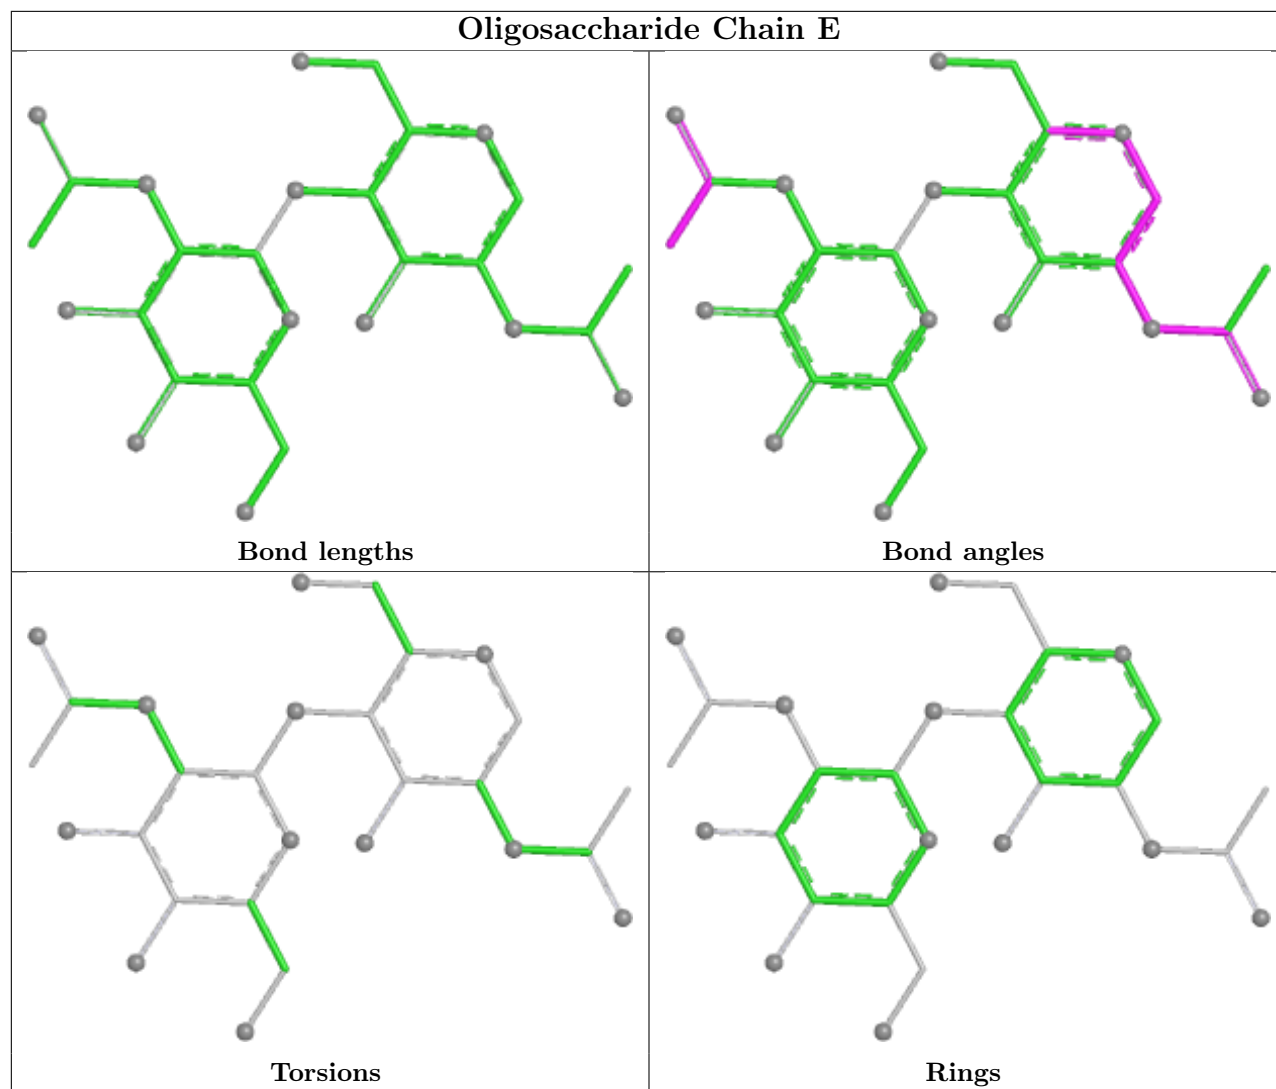 Oligosaccharide Chain E
Bond lengths
Bond angles
Torsions
Rings